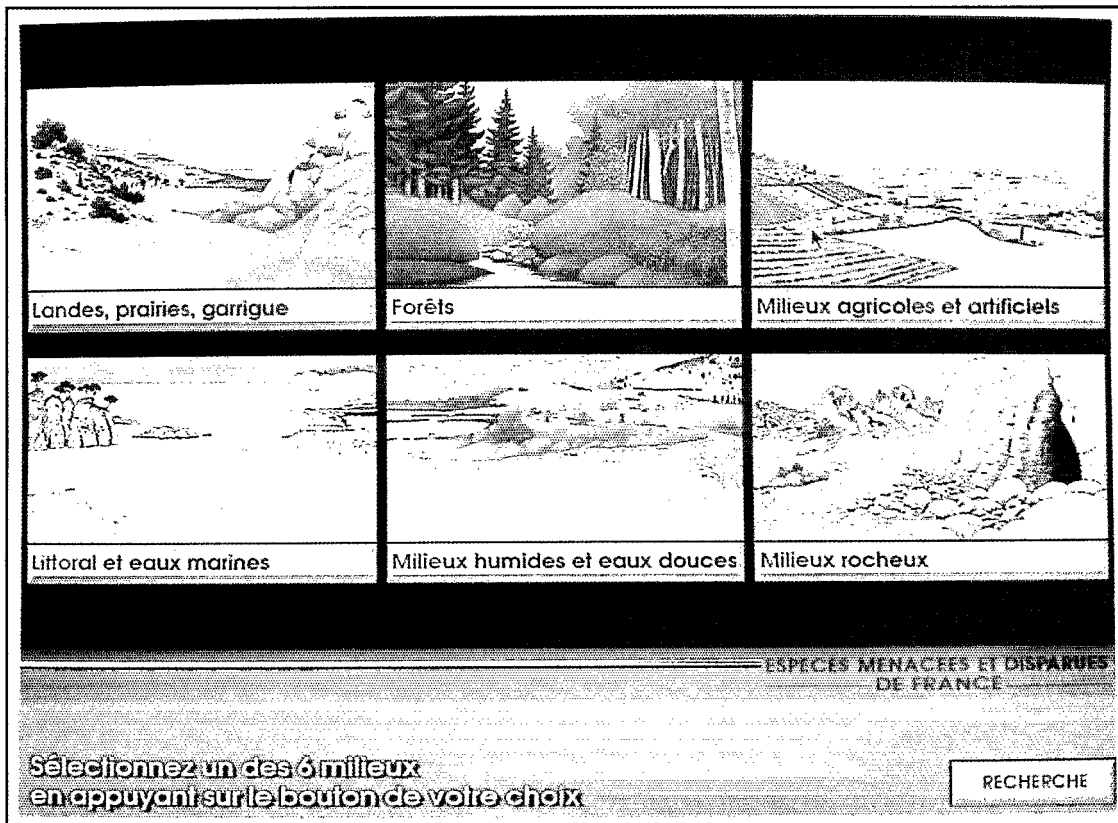 Landes, prairies, garrigue
Forêts
Milieux agricoles et artificiels
Littoral et eaux marines
Milieux humides et eaux douces
Milieux rocheux
ESPECES MENACEES ET DISPARUES
DE FRANCE
Sélectionnez un des 6 milieux
en appuyant sur le bouton de votre choix
RECHERCHE